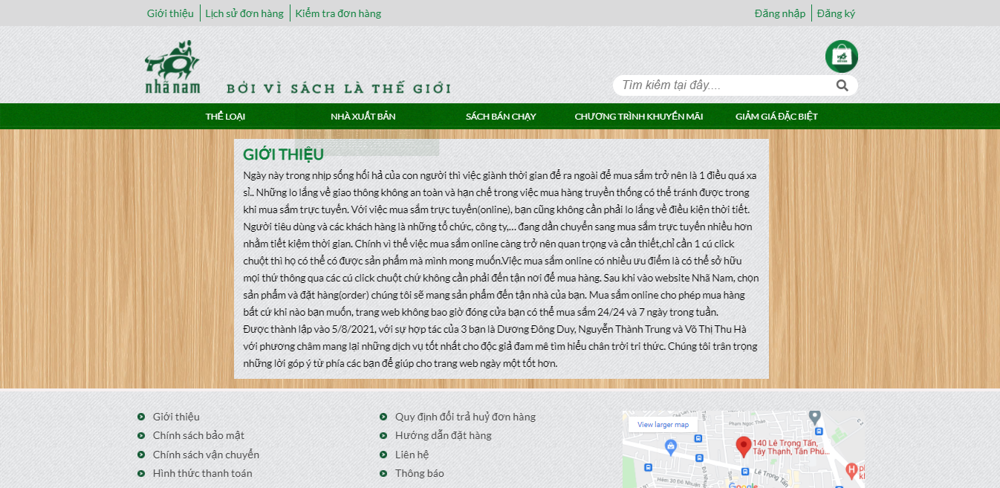 Giới thiệu
Lịch sử đơn hàng
Kiểm tra đơn hàng
Đăng nhập
Đăng ký
nhã nam
BỞI VÌ SÁCH LÀ THẾ GIỚI
Tìm kiếm tại đây....
THỂ LOẠI
NHÀ XUẤT BẢN
SÁCH BÁN CHẠY
CHƯƠNG TRÌNH KHUYẾN MÃI
GIẢM GIÁ ĐẶC BIỆT
GIỚI THIỆU
Ngày này trong nhịp sống hối hả của con người thì việc giành thời gian để ra ngoài để mua sắm trở nên là 1 điều quá xa
sỉ.. Những lo lắng về giao thông không an toàn và hạn chế trong việc mua hàng truyền thống có thể tránh được trong
khi mua sắm trực tuyến. Với việc mua sắm trực tuyến(online), bạn cũng không cần phải lo lắng về điều kiện thời tiết.
Người tiêu dùng và các khách hàng là những tổ chức, công ty,... đang dần chuyển sang mua sắm trực tuyến nhiều hơn
nhằm tiết kiệm thời gian. Chính vì thế việc mua sắm online càng trở nên quan trọng và cần thiết,chỉ cần 1 cú click
chuột thì họ có thể có được sản phẩm mà mình mong muốn.Việc mua sắm online có nhiều ưu điểm là có thể sở hữu
mọi thứ thông qua các cú click chuột chứ không cần phải đến tận nơi để mua hàng. Sau khi vào website Nhã Nam, chọn
sản phẩm và đặt hàng(order) chúng tôi sẽ mang sản phẩm đến tận nhà của bạn. Mua sắm online cho phép mua hàng
bất cứ khi nào bạn muốn, trang web không bao giờ đóng cửa bạn có thể mua sắm 24/24 và 7 ngày trong tuần.
Được thành lập vào 5/8/2021, với sự hợp tác của 3 bạn là Dương Đông Duy, Nguyễn Thành Trung và Võ Thị Thu Hà
với phương châm mang lại những dịch vụ tốt nhất cho độc giả đam mê tìm hiểu chân trời tri thức. Chúng tôi trân trọng
những lời góp ý từ phía các bạn để giúp cho trang web ngày một tốt hơn.
Giới thiệu
Chính sách bảo mật
Chính sách vận chuyển
Hình thức thanh toán
Quy định đổi trả huỷ đơn hàng
Hướng dẫn đặt hàng
Liên hệ
Thông báo
View larger map
Phạm Ngọc Thảo
140 Lê Trọng Tấn,
Tây Thạnh, Tân Phú...
Lê Trọng Tấn
Hẻm 30 Đỗ Nhuận
Google